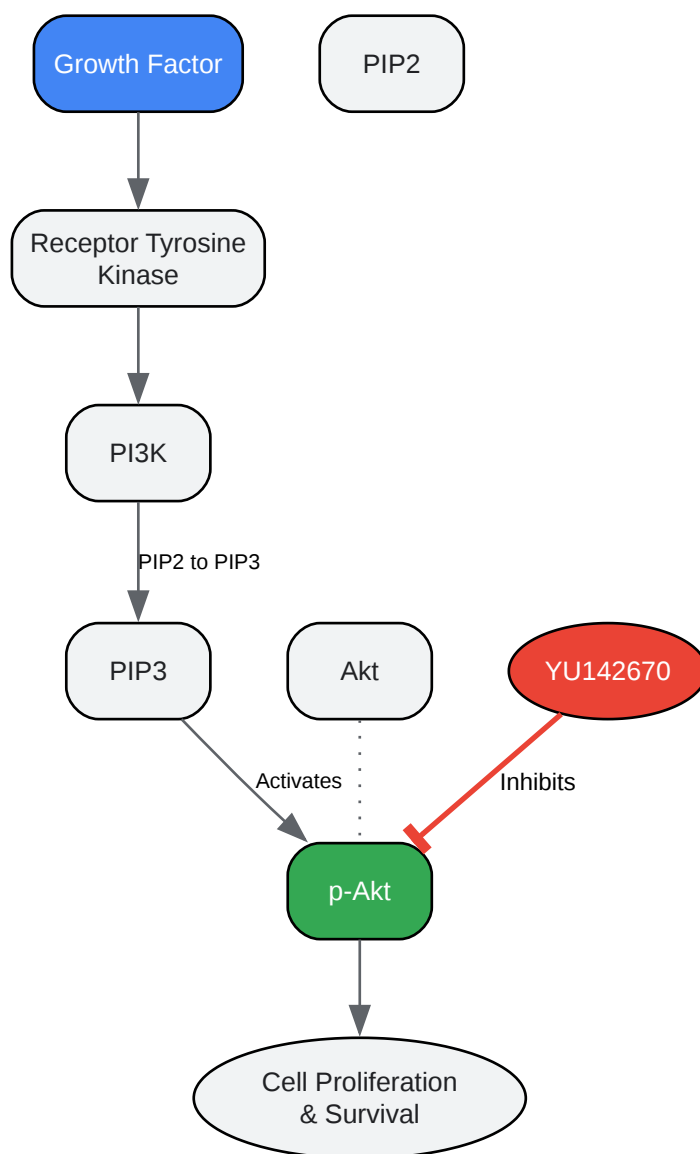 Growth Factor
PIP2
Receptor Tyrosine
Kinase
PI3K
PIP2 to PIP3
PIP3
Akt
YU142670
Activates
Inhibits
p-Akt
Cell Proliferation
& Survival